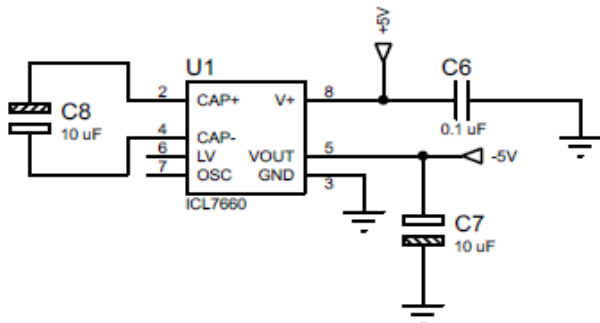 +5V
U1
C6
2
CAP+
V+
8
C8
10 uF
0.1 uF
4
CAP-
6
LV
VOUT
5
-5V
7
OSC
GND
3
ICL7660
C7
10 uF